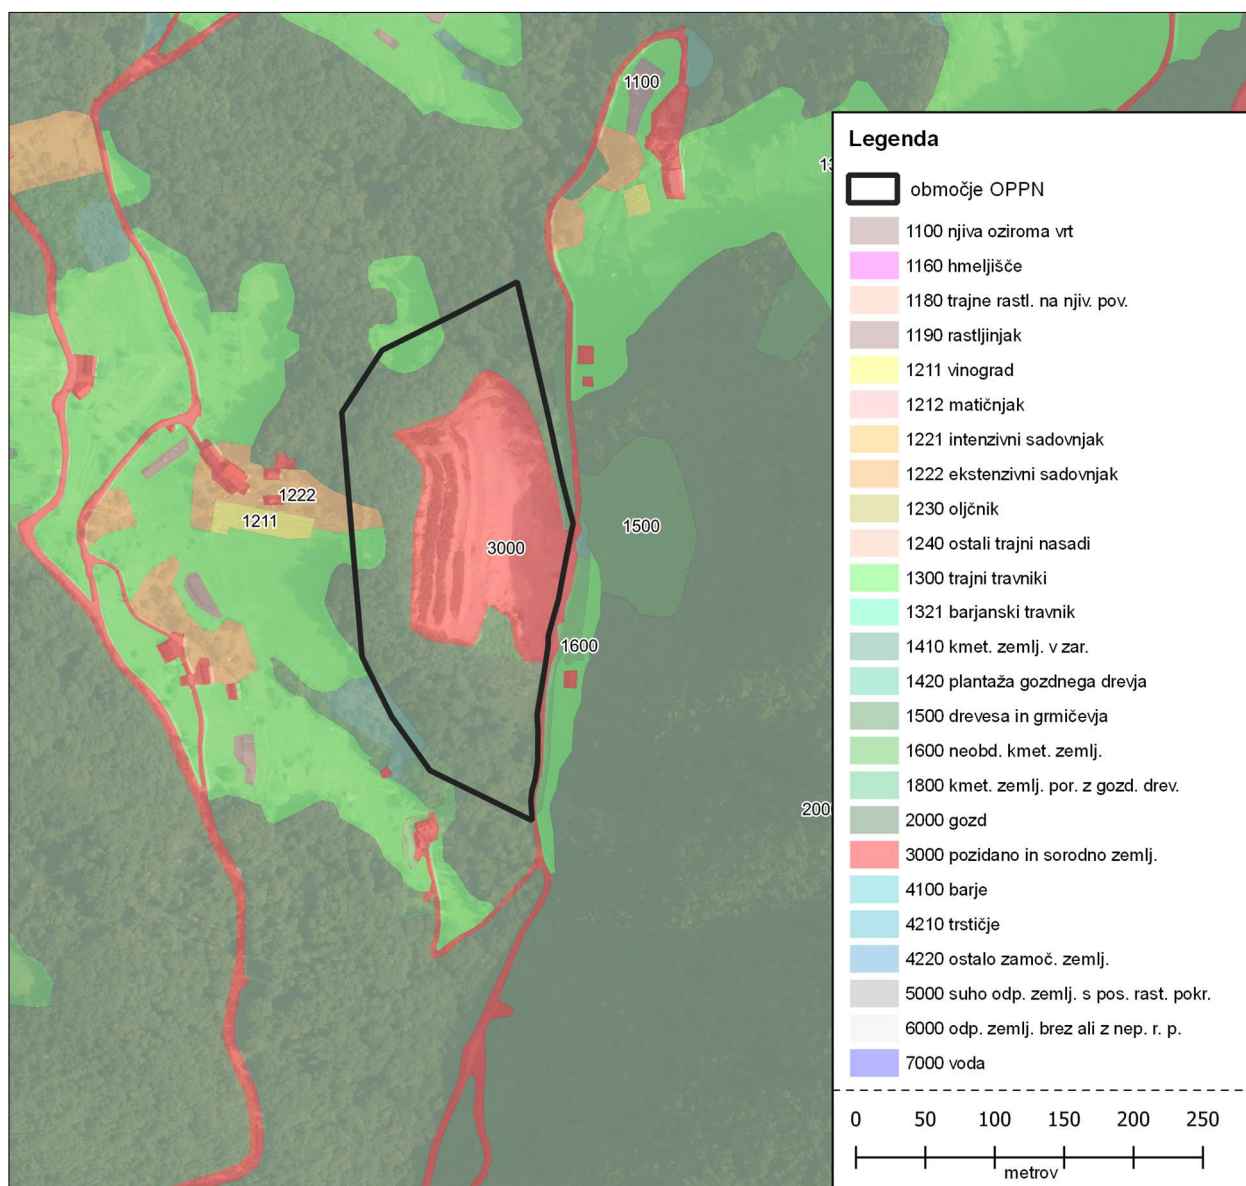 1100
13
1222
1211
3000
1500
1600
200
Legenda
območje OPPN
1100 njiva oziroma vrt
1160 hmeljišče
1180 trajne rastl. na njiv. pov.
1190 rastljinjak
1211 vinograd
1212 matičnjak
1221 intenzivni sadovnjak
1222 ekstenzivni sadovnjak
1230 oljčnik
1240 ostali trajni nasadi
1300 trajni travniki
1321 barjanski travnik
1410 kmet. zemlj. v zar.
1420 plantaža gozdnega drevja
1500 drevesa in grmičevja
1600 neobd. kmet. zemlj.
1800 kmet. zemlj. por. z gozd. drev.
2000 gozd
3000 pozidano in sorodno zemlj.
4100 barje
4210 trstičje
4220 ostalo zamoč. zemlj.
5000 suho odp. zemlj. s pos. rast. pokr.
6000 odp. zemlj. brez ali z nep. r. p.
7000 voda
0 50 100 150 200 250
metrov